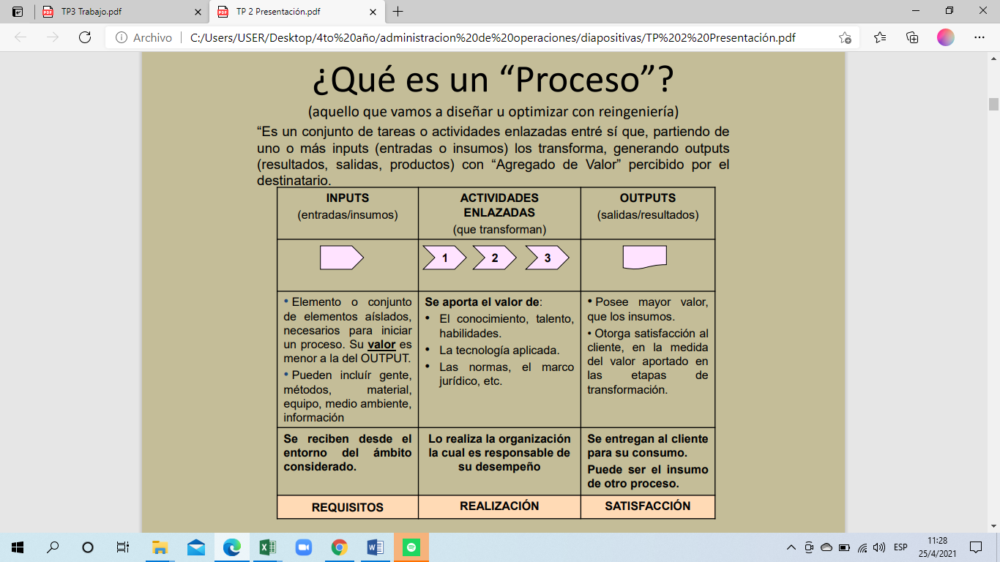 TP3 Trabajo.pdf
TP 2 Presentación.pdf
Archivo
C:/Users/USER/Desktop/4to%20año/administracion%20de%20operaciones/diapositivas/TP%202%20Presentación.pdf
¿Qué es un “Proceso”?
(aquello que vamos a diseñar u optimizar con reingeniería)
“Es un conjunto de tareas o actividades enlazadas entré sí que, partiendo de
uno o más inputs (entradas o insumos) los transforma, generando outputs
(resultados, salidas, productos) con “Agregado de Valor” percibido por el
destinatario.
INPUTS
(entradas/insumos)
ACTIVIDADES
ENLAZADAS
(que transforman)
OUTPUTS
(salidas/resultados)
1
2
3
• Elemento o conjunto
de elementos aíslados,
necesarios para iniciar
un proceso. Su valor es
menor a la del OUTPUT.
• Pueden incluír gente,
métodos, material,
equipo, medio ambiente,
información
Se aporta el valor de:
• El conocimiento, talento,
habilidades.
• La tecnología aplicada.
• Las normas, el marco
jurídico, etc.
• Posee mayor valor,
que los insumos.
• Otorga satisfacción al
cliente, en la medida
del valor aportado en
las etapas de
transformación.
Se reciben desde el
entorno del ámbito
considerado.
Lo realiza la organización
la cual es responsable de
su desempeño
Se entregan al cliente
para su consumo.
Puede ser el insumo
de otro proceso.
REQUISITOS
REALIZACIÓN
SATISFACCIÓN
ESP
11:28
25/4/2021